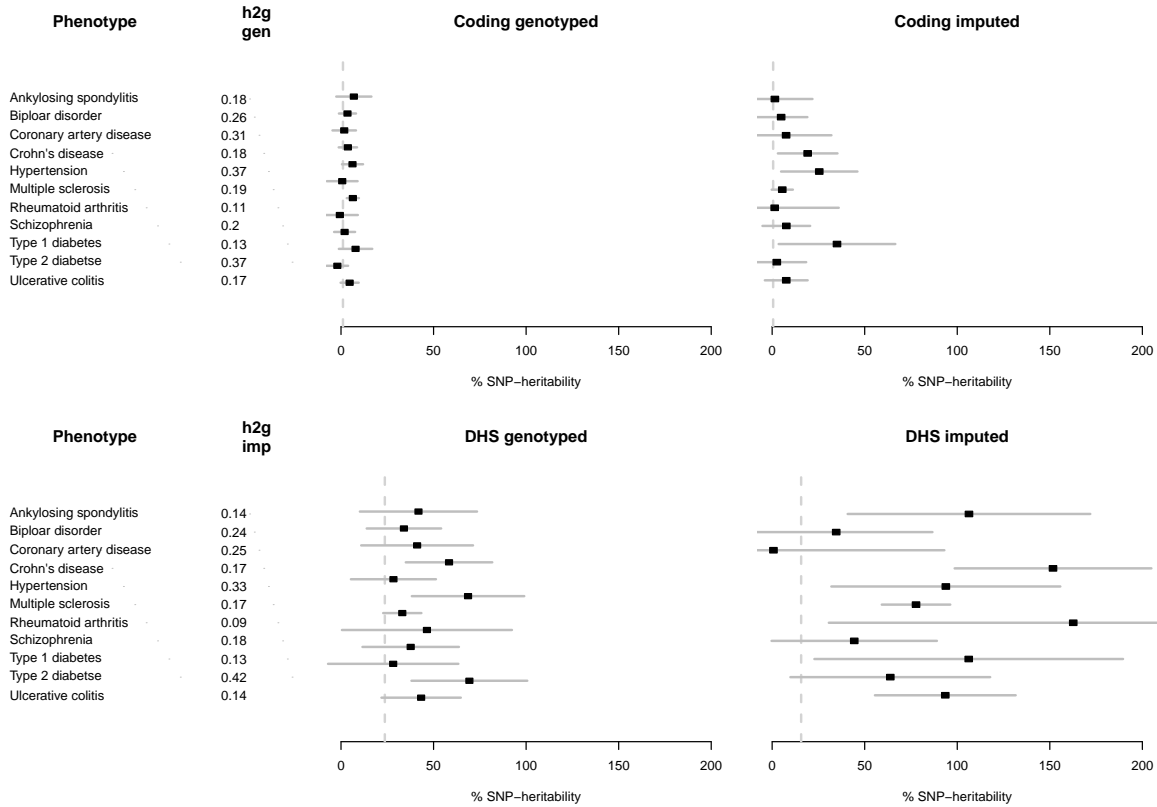 Phenotype h2g gen Coding genotyped Coding imputed
Ankylosing spondylitis 0.18
Biploar disorder 0.26
Coronary artery disease 0.31
Crohn's disease 0.18
Hypertension 0.37
Multiple sclerosis 0.19
Rheumatoid arthritis 0.11
Schizophrenia 0.2
Type 1 diabetes 0.13
Type 2 diabetse 0.37
Ulcerative colitis 0.17
0 50 100 150 200 0 50 100 150 200
% SNP−heritability % SNP−heritability
Phenotype h2g imp DHS genotyped DHS imputed
Ankylosing spondylitis 0.14
Biploar disorder 0.24
Coronary artery disease 0.25
Crohn's disease 0.17
Hypertension 0.33
Multiple sclerosis 0.17
Rheumatoid arthritis 0.09
Schizophrenia 0.18
Type 1 diabetes 0.13
Type 2 diabetse 0.42
Ulcerative colitis 0.14
0 50 100 150 200 0 50 100 150 200
% SNP−heritability % SNP−heritability